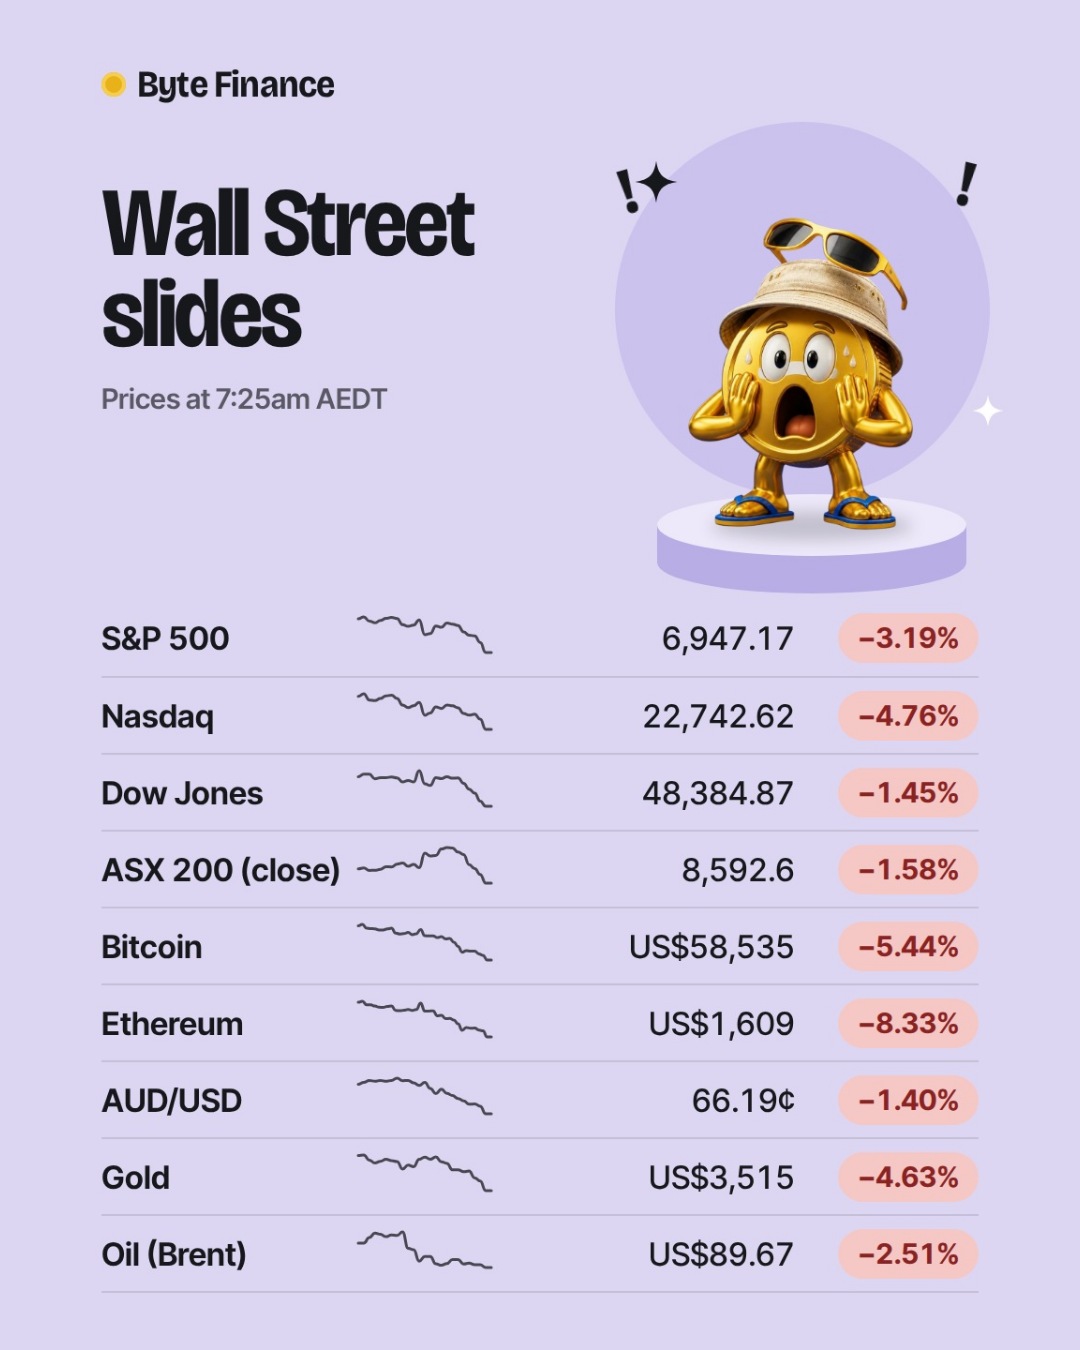 Byte Finance
Wall Street
slides
Prices at 7:25am AEDT
! !
S&P 500 6,947.17 −3.19%
Nasdaq 22,742.62 −4.76%
Dow Jones 48,384.87 −1.45%
ASX 200 (close) 8,592.6 −1.58%
Bitcoin US$58,535 −5.44%
Ethereum US$1,609 −8.33%
AUD/USD 66.19¢ −1.40%
Gold US$3,515 −4.63%
Oil (Brent) US$89.67 −2.51%